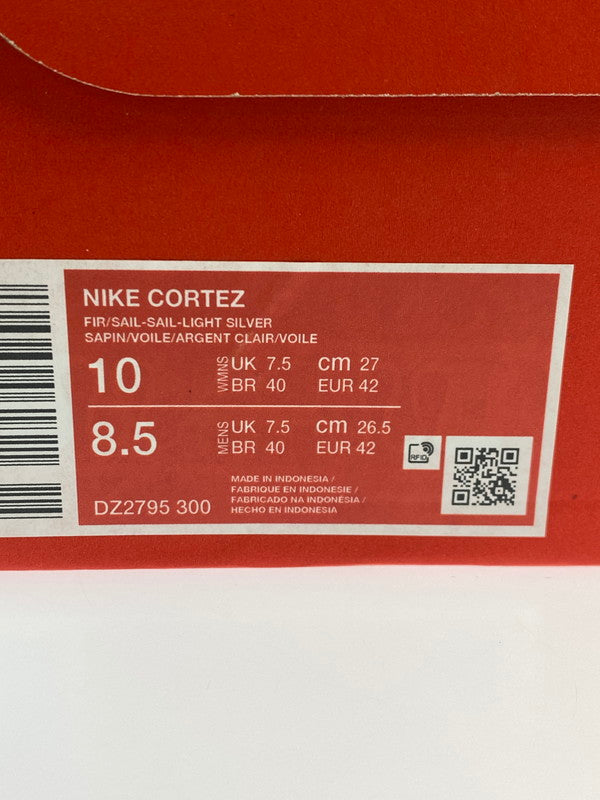 NIKE CORTEZ
FIR/SAIL-SAIL-LIGHT SILVER
SAPIN/VOILE/ARGENT CLAIR/VOILE
10 WMNS UK 7.5 cm 27
BR 40 EUR 42
8.5 MENS UK 7.5 cm 26.5
BR 40 EUR 42
RFID
DZ2795 300
MADE IN INDONESIA /
FABRIQUE EN INDONESIE /
FABRICADO NA INDONÉSIA /
HECHO EN INDONESIA